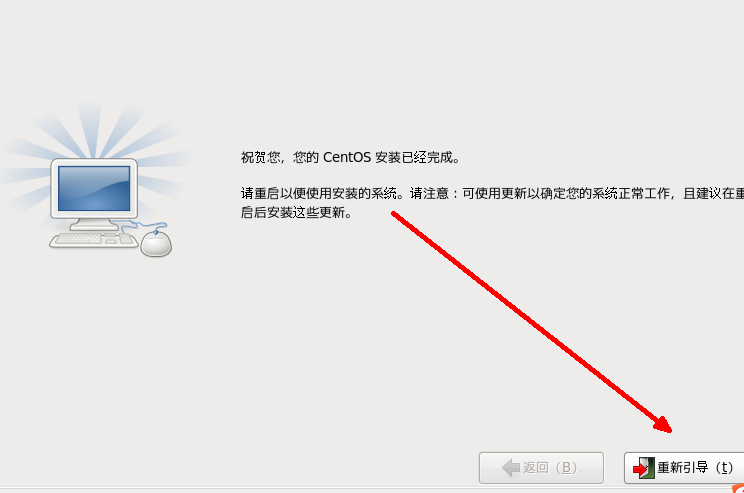 祝贺您，您的 CentOS 安装已经完成。
请重启以便使用安装的系统。请注意：可使用更新以确定您的系统正常工作，且建议在重
启后安装这些更新。
返回（B）
重新引导（t）